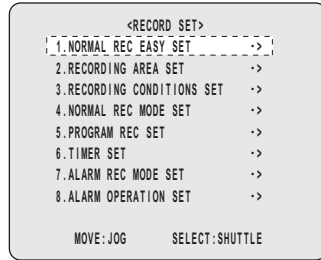 <RECORD SET>
1.NORMAL REC EASY SET ->
2.RECORDING AREA SET ->
3.RECORDING CONDITIONS SET ->
4.NORMAL REC MODE SET ->
5.PROGRAM REC SET ->
6.TIMER SET ->
7.ALARM REC MODE SET ->
8.ALARM OPERATION SET ->
MOVE:JOG SELECT:SHUTTLE